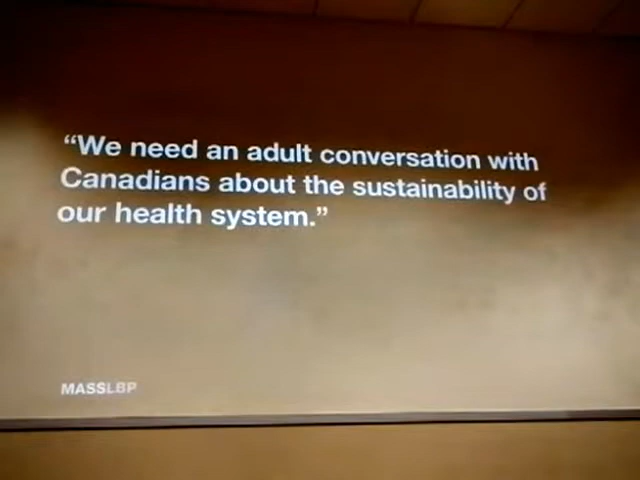 “We need an adult conversation with
Canadians about the sustainability of
our health system.”
MASSLBP